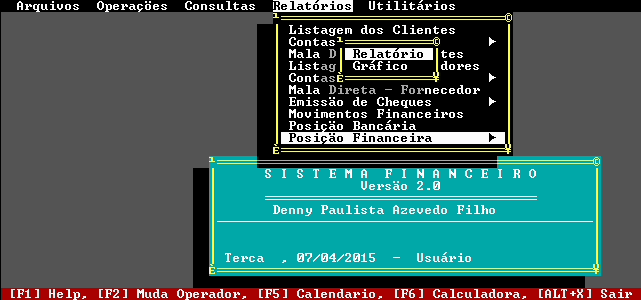 Arquivos Operações Consultas Relatórios Utilitários
Listagem dos Clientes
Contas
Mala D tes
Relatório
Listag dores
Gráfico
Contas
Mala Direta - Fornecedor
Emissão de Cheques
Movimentos Financeiros
Posição Bancária
Posição Financeira
S I S T E M A F I N A N C E I R O
Versão 2.0
Denny Paulista Azevedo Filho
Terca , 07/04/2015 - Usuário
[F1] Help, [F2] Muda Operador, [F5] Calendario, [F6] Calculadora, [ALT+X] Sair